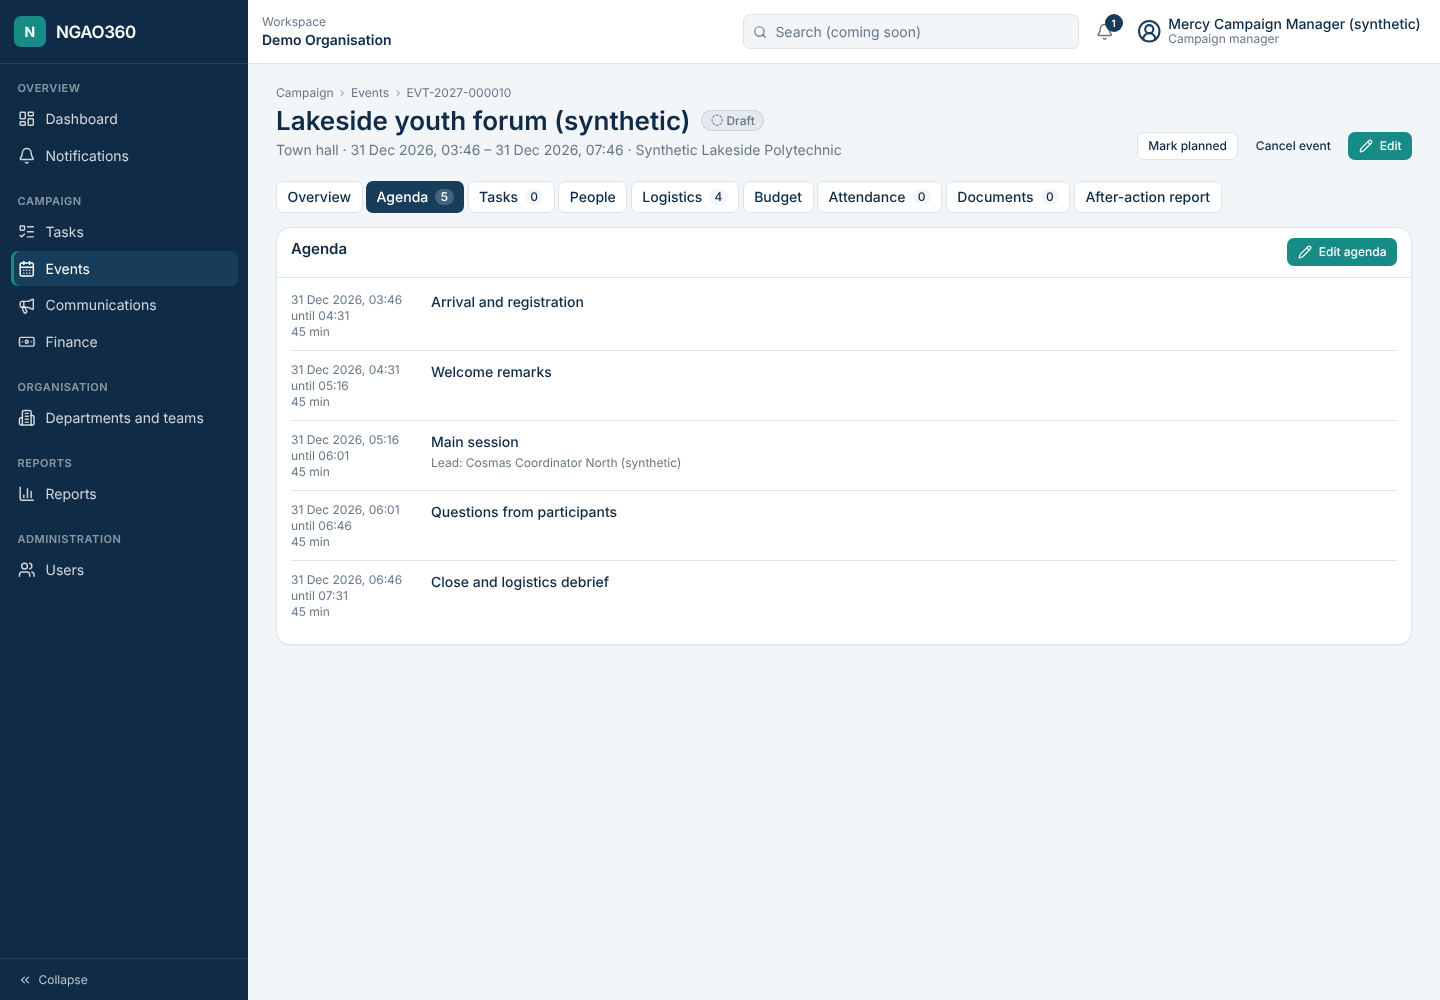 N NGAO360
OVERVIEW
Dashboard
Notifications
CAMPAIGN
Tasks
Events
Communications
Finance
ORGANISATION
Departments and teams
REPORTS
Reports
ADMINISTRATION
Users
Collapse
Workspace
Demo Organisation
Search (coming soon)
1
Mercy Campaign Manager (synthetic)
Campaign manager
Campaign › Events › EVT-2027-000010
Lakeside youth forum (synthetic) Draft
Town hall · 31 Dec 2026, 03:46 – 31 Dec 2026, 07:46 · Synthetic Lakeside Polytechnic
Mark planned Cancel event Edit
Overview Agenda 5 Tasks 0 People Logistics 4 Budget Attendance 0 Documents 0 After-action report
Agenda
Edit agenda
31 Dec 2026, 03:46
until 04:31
45 min
Arrival and registration
31 Dec 2026, 04:31
until 05:16
45 min
Welcome remarks
31 Dec 2026, 05:16
until 06:01
45 min
Main session
Lead: Cosmas Coordinator North (synthetic)
31 Dec 2026, 06:01
until 06:46
45 min
Questions from participants
31 Dec 2026, 06:46
until 07:31
45 min
Close and logistics debrief